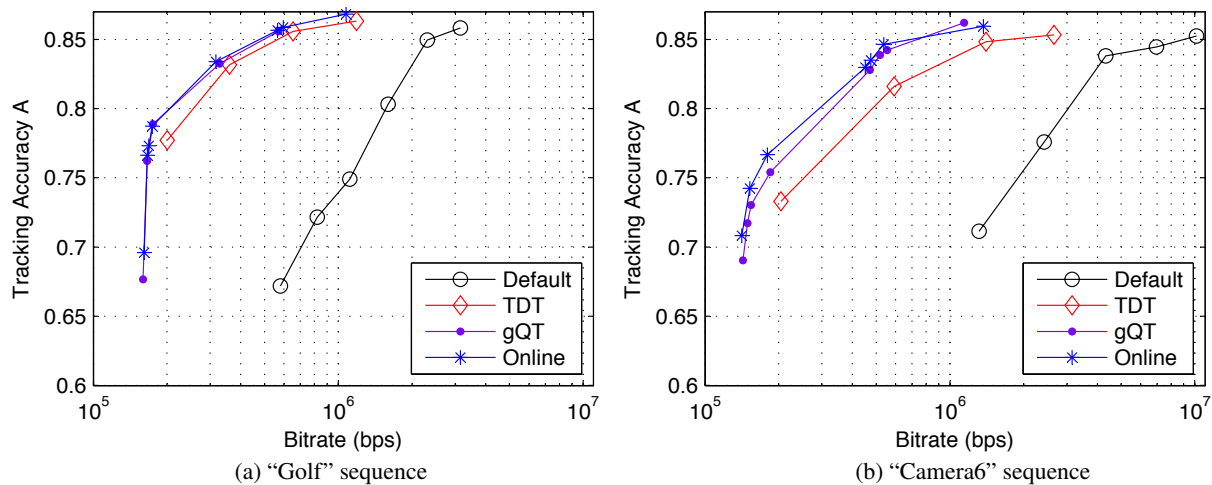 0.85
0.8
0.75
0.7
0.65
0.6
Tracking Accuracy A
10^5
10^6
10^7
Bitrate (bps)
Default
TDT
gQT
Online
(a) “Golf” sequence
0.85
0.8
0.75
0.7
0.65
0.6
Tracking Accuracy A
10^5
10^6
10^7
Bitrate (bps)
Default
TDT
gQT
Online
(b) “Camera6” sequence